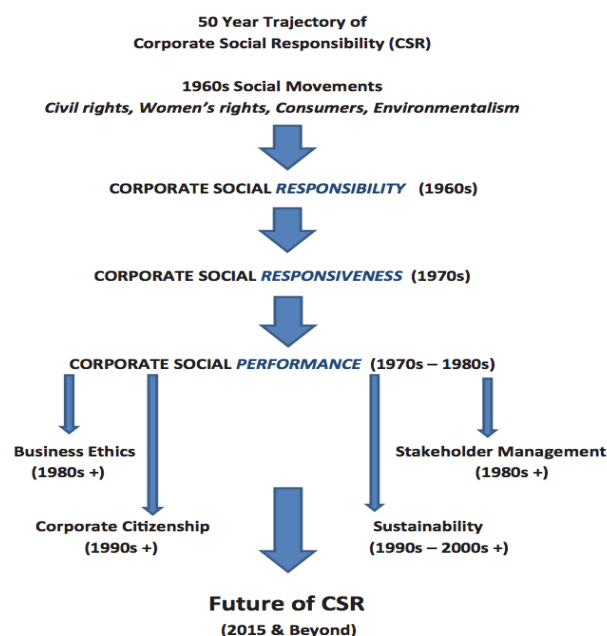 50 Year Trajectory of
Corporate Social Responsibility (CSR)
1960s Social Movements
Civil rights, Women's rights, Consumers, Environmentalism
CORPORATE SOCIAL RESPONSIBILITY (1960s)
CORPORATE SOCIAL RESPONSIVENESS (1970s)
CORPORATE SOCIAL PERFORMANCE (1970s – 1980s)
Business Ethics
(1980s +)
Stakeholder Management
(1980s +)
Corporate Citizenship
(1990s +)
Sustainability
(1990s – 2000s +)
Future of CSR
(2015 & Beyond)